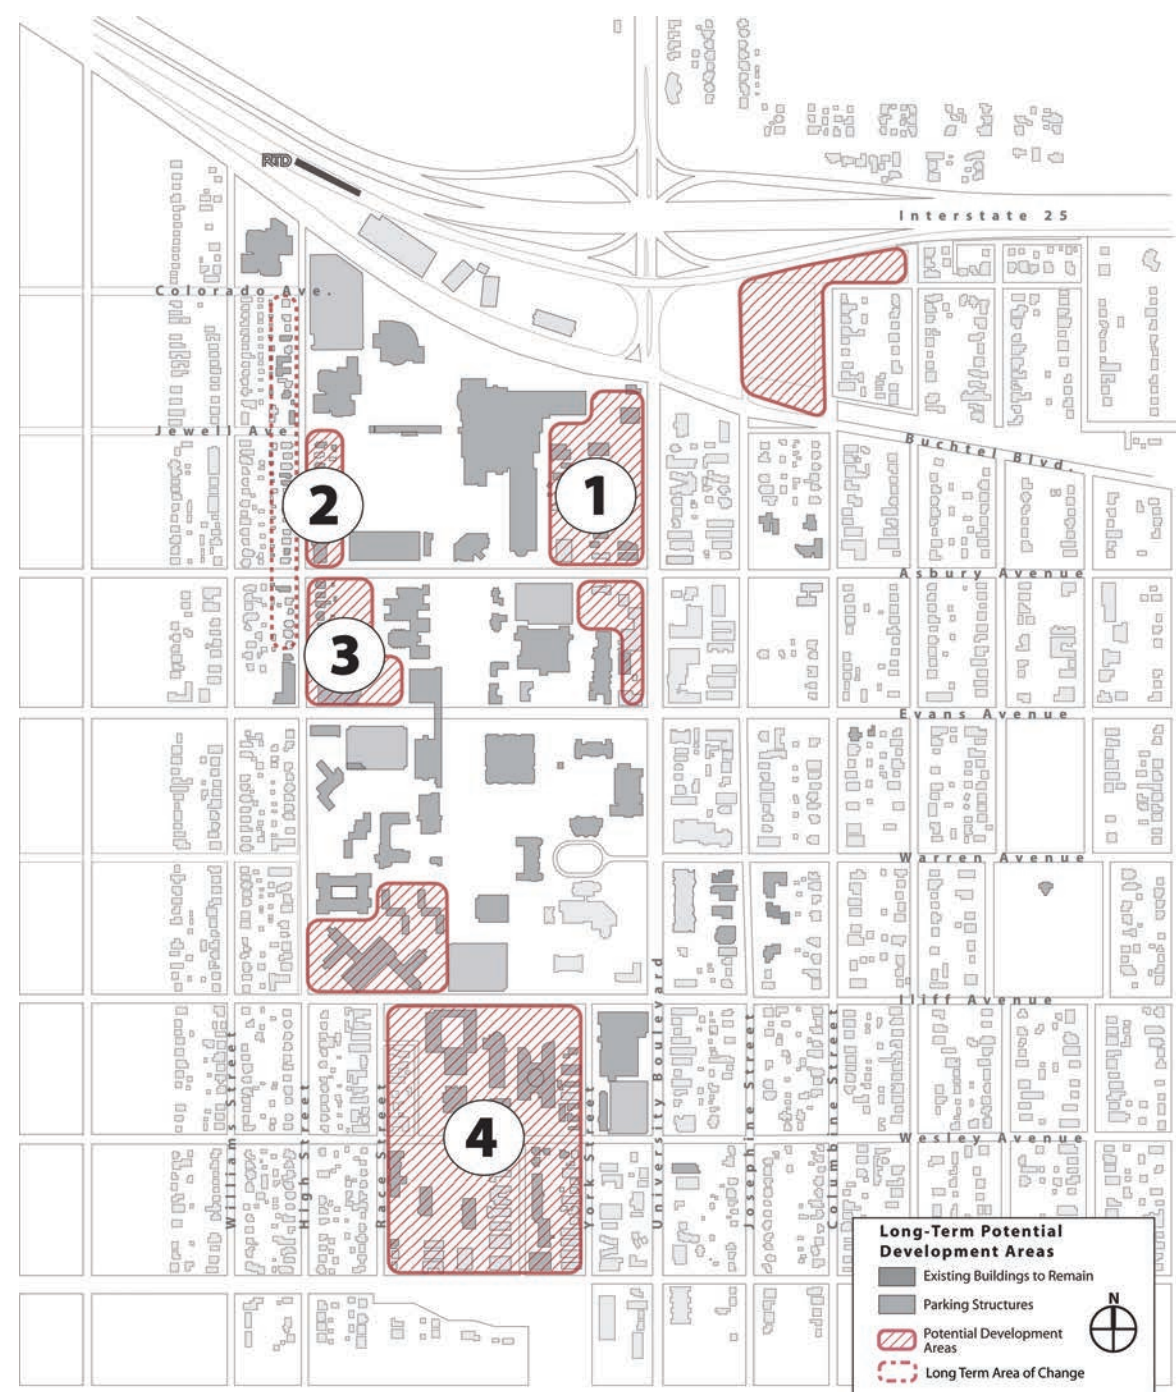 RTD
Interstate 25
Colorado Ave.
Jewell Ave.
Buchtel Blvd.
1
2
Asbury Avenue
3
Evans Avenue
Warren Avenue
Iliff Avenue
4
Wesley Avenue
Williams Street
High Street
Race Street
York Street
University Boulevard
Josephine Street
Columbine Street
Long-Term Potential
Development Areas
Existing Buildings to Remain
Parking Structures
Potential Development
Areas
Long Term Area of Change
N